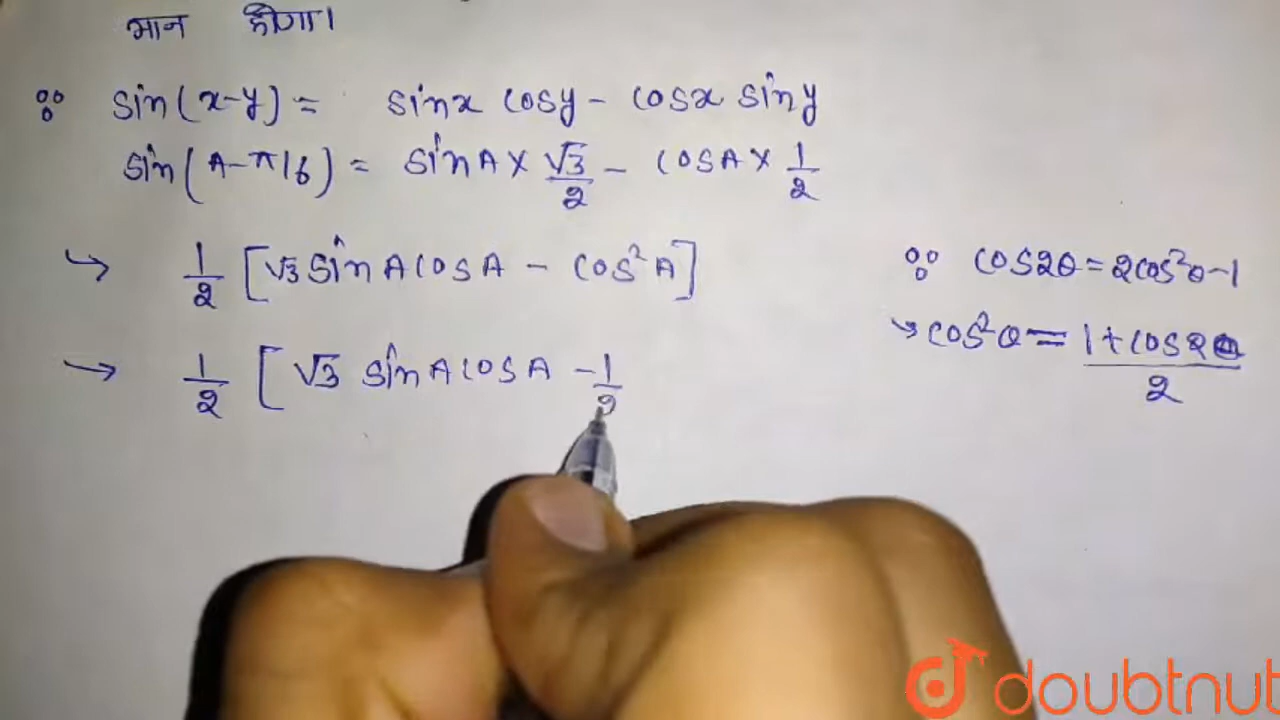 मान होगा।
∵ sin(x-y) = sinx cosy - cosx siny
sin(A-π/6) = sinA × √3/2 - cosA × 1/2
→ 1/2 [√3 sinA cosA - cos²A]
∵ cos2θ = 2cos²θ-1
→ cos²θ = 1+cos2θ/2
→ 1/2 [√3 sinA cosA - 1/2
doubtnut